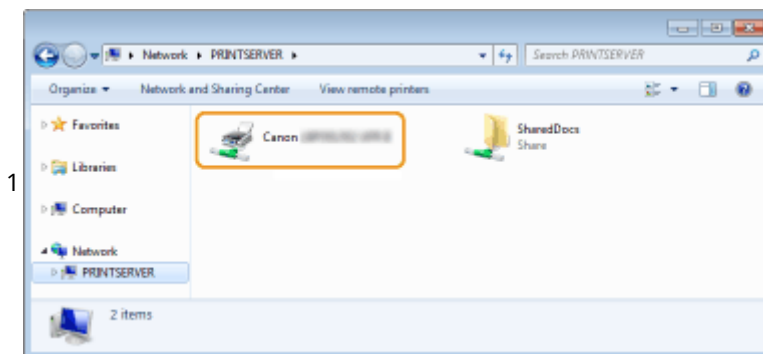 Network ▸ PRINTSERVER ▸
Search PRINTSERVER
Organize
Network and Sharing Center
View remote printers
Favorites
Canon
SharedDocs
Share
Libraries
1
Computer
Network
PRINTSERVER
2 items